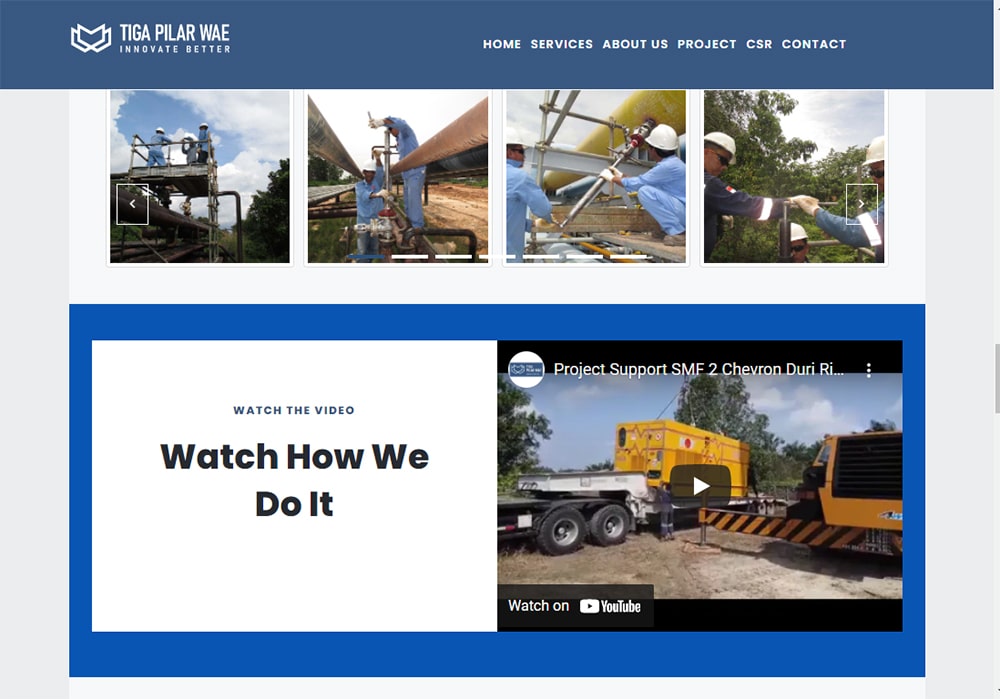 TIGA PILAR WAE
INNOVATE BETTER
HOME SERVICES ABOUT US PROJECT CSR CONTACT
WATCH THE VIDEO
Watch How We
Do It
Project Support SMF 2 Chevron Duri Ri...
Watch on YouTube